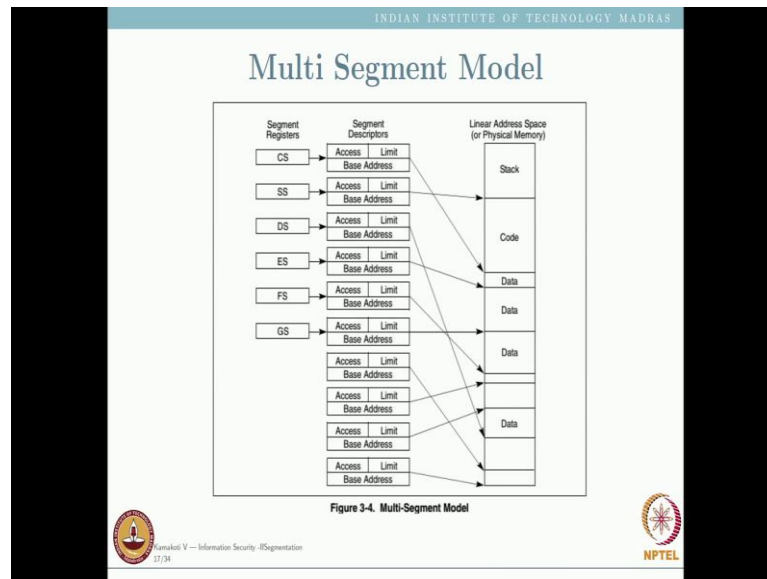 INDIAN INSTITUTE OF TECHNOLOGY MADRAS
Multi Segment Model
Segment
Registers
Segment
Descriptors
Linear Address Space
(or Physical Memory)
CS
Access Limit
Base Address
Stack
SS
Access Limit
Base Address
DS
Access Limit
Base Address
Code
ES
Access Limit
Base Address
Data
FS
Access Limit
Base Address
Data
GS
Access Limit
Base Address
Data
Access Limit
Base Address
Access Limit
Base Address
Access Limit
Base Address
Data
Access Limit
Base Address
Figure 3-4. Multi-Segment Model
Kamakoti V — Information Security -IISegmentation
17/34
NPTEL